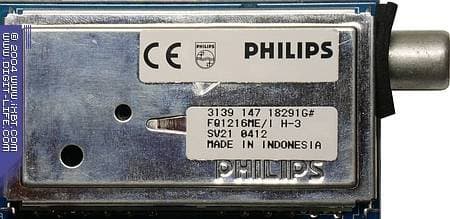 © 2004 www.iXBT.com
www.DIGIT-LIFE.com
CE PHILIPS PHILIPS
3139 147 18291G#
FQ1216ME/I H-3
SV21 0412
MADE IN INDONESIA
PHILIPS